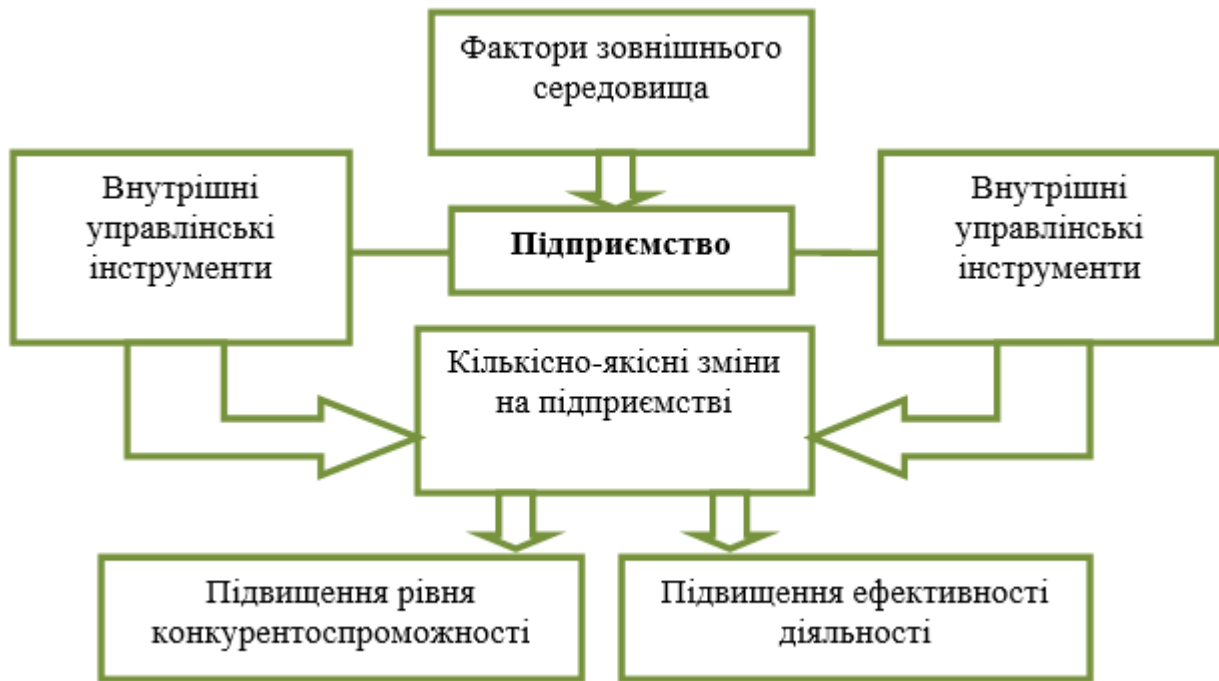 Фактори зовнішнього
середовища
Внутрішні
управлінські
інструменти
Підприємство
Внутрішні
управлінські
інструменти
Кількісно-якісні зміни
на підприємстві
Підвищення рівня
конкурентоспроможності
Підвищення ефективності
діяльності